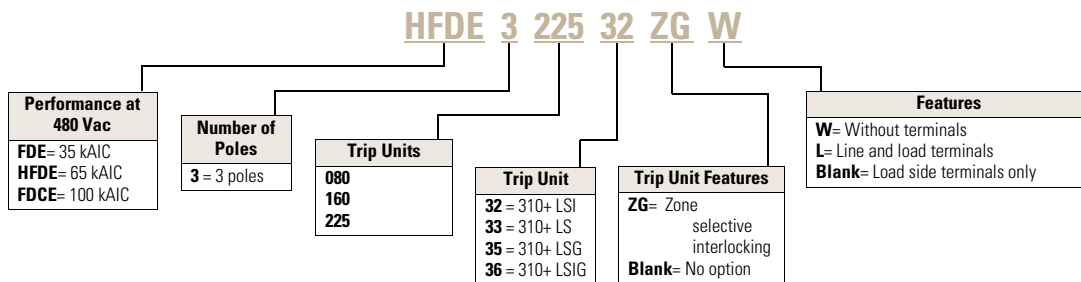 HFDE 3 225 32 ZG W
Performance at
480 Vac
FDE= 35 kAIC
HFDE= 65 kAIC
FDCE= 100 kAIC
Number of
Poles
3 = 3 poles
Trip Units
080
160
225
Trip Unit
32 = 310+ LSI
33 = 310+ LS
35 = 310+ LSG
36 = 310+ LSIG
Trip Unit Features
ZG= Zone
selective
interlocking
Blank= No option
Features
W= Without terminals
L= Line and load terminals
Blank= Load side terminals only